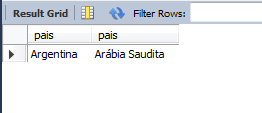 Result Grid Filter Rows:
pais pais
Argentina Arábia Saudita